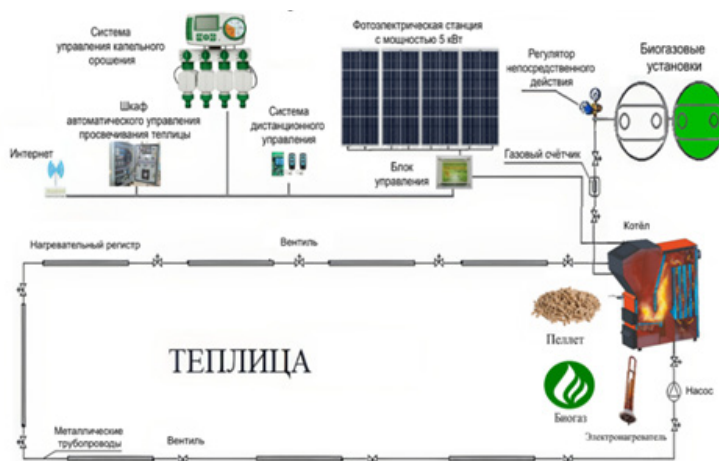 Система
управления капельного
орошения
Фотоэлектрическая станция
с мощностью 5 кВт
Регулятор
непосредственного
действия
Биогазовые
установки
Шкаф
автоматического управления
просвечивания теплицы
Система
дистанционного
управления
Интернет
Блок
управления
Газовый счётчик
Котёл
Нагревательный регистр
Вентиль
Пеллет
ТЕПЛИЦА
Биогаз
Электронагреватель
Насос
Металлические
трубопроводы
Вентиль